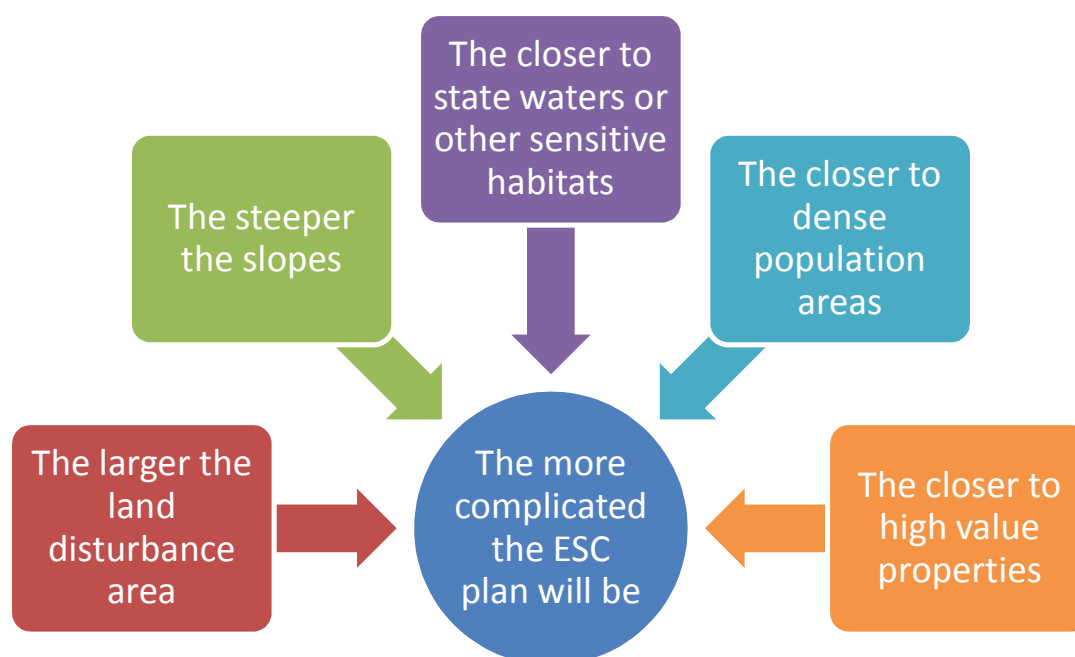 The closer to
state waters or
other sensitive
habitats
The steeper
the slopes
The closer to
dense
population
areas
The larger the
land
disturbance
area
The more
complicated
the ESC
plan will be
The closer to
high value
properties